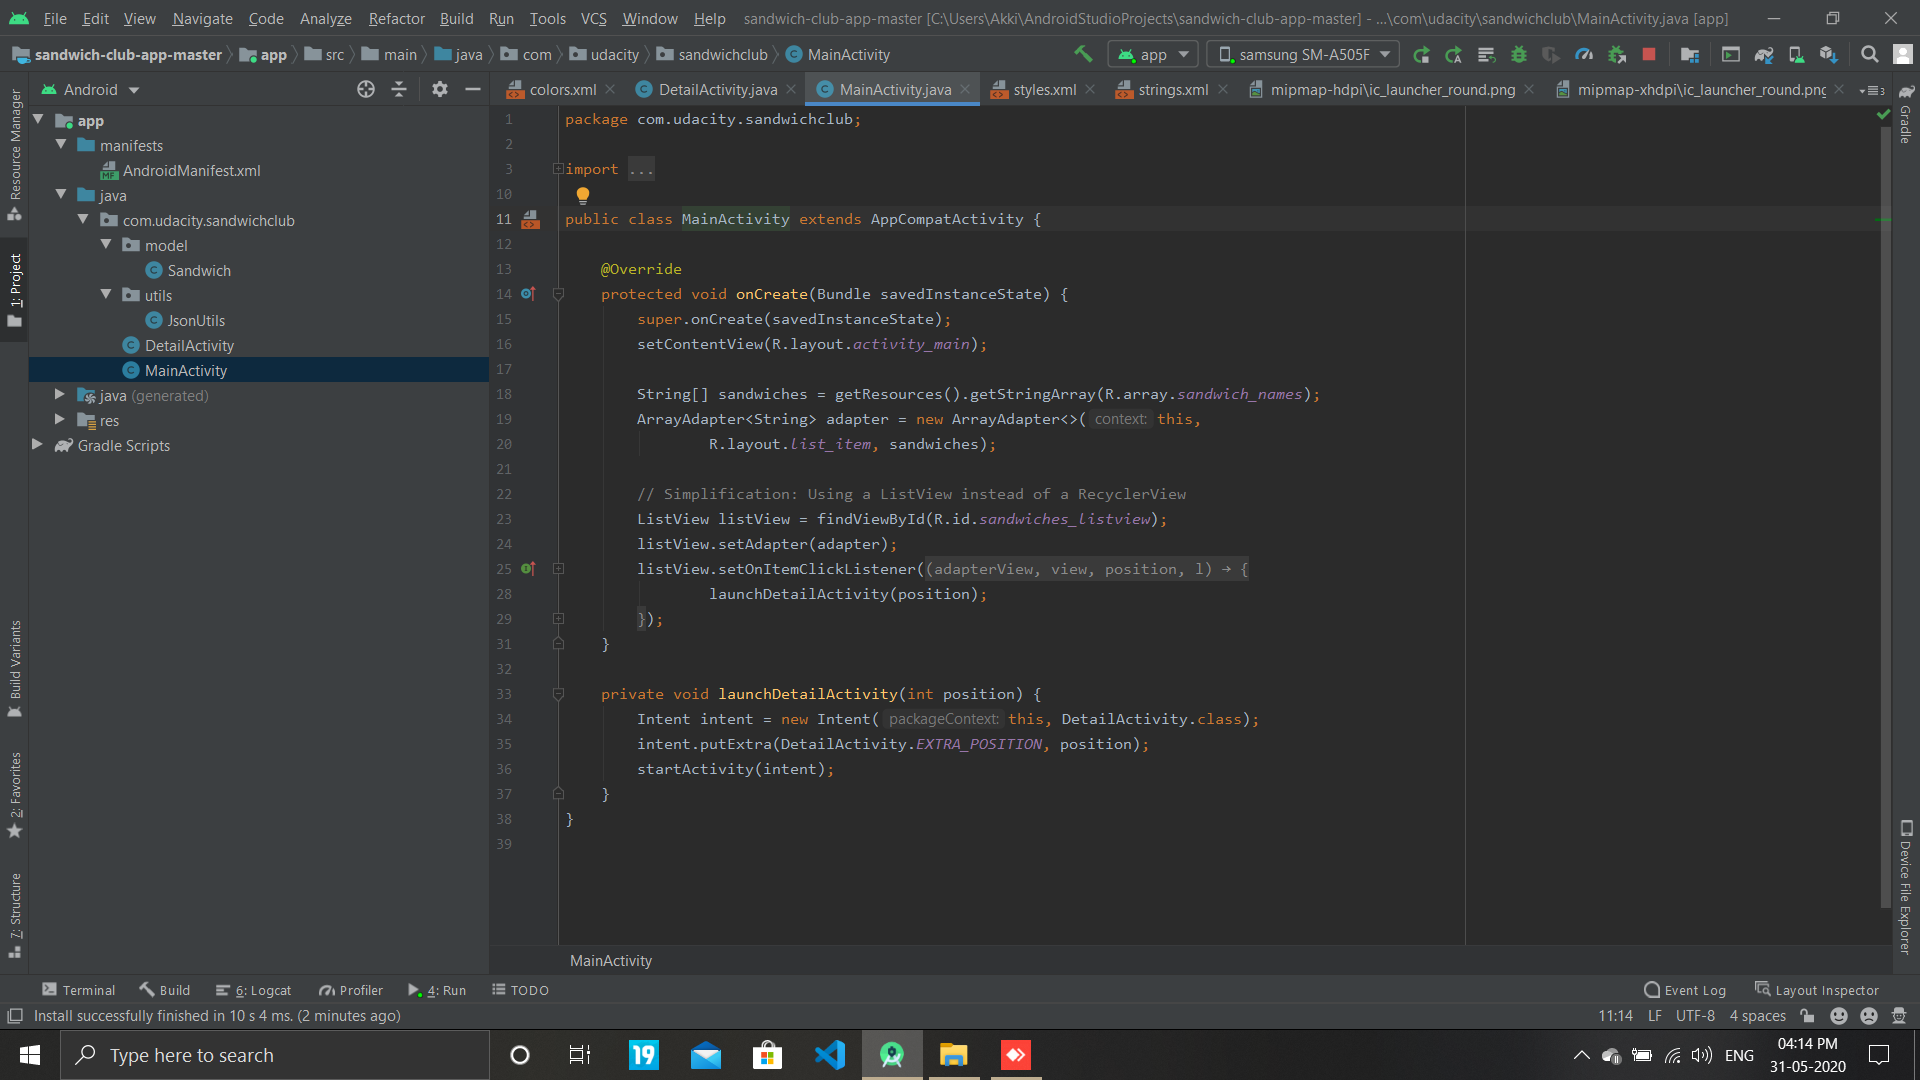 File Edit View Navigate Code Analyze Refactor Build Run Tools VCS Window Help sandwich-club-app-master [C:\Users\Akki\AndroidStudioProjects\sandwich-club-app-master] - ...\com\udacity\sandwichclub\MainActivity.java [app]
sandwich-club-app-master app src main java com udacity sandwichclub MainActivity app samsung SM-A505F
Android colors.xml DetailActivity.java MainActivity.java styles.xml strings.xml mipmap-hdpi\ic_launcher_round.png mipmap-xhdpi\ic_launcher_round.png 3
Resource Manager
1: Project
Build Variants
2: Favorites
7: Structure
app
manifests
AndroidManifest.xml
java
com.udacity.sandwichclub
model
Sandwich
utils
JsonUtils
DetailActivity
MainActivity
java (generated)
res
Gradle Scripts
1 package com.udacity.sandwichclub;
2
3 import ...
10
11 public class MainActivity extends AppCompatActivity {
12
13 @Override
14 protected void onCreate(Bundle savedInstanceState) {
15 super.onCreate(savedInstanceState);
16 setContentView(R.layout.activity_main);
17
18 String[] sandwiches = getResources().getStringArray(R.array.sandwich_names);
19 ArrayAdapter<String> adapter = new ArrayAdapter<>( context: this,
20 R.layout.list_item, sandwiches);
21
22 // Simplification: Using a ListView instead of a RecyclerView
23 ListView listView = findViewById(R.id.sandwiches_listview);
24 listView.setAdapter(adapter);
25 listView.setOnItemClickListener((adapterView, view, position, l) → {
28 launchDetailActivity(position);
29 });
31 }
32
33 private void launchDetailActivity(int position) {
34 Intent intent = new Intent( packageContext: this, DetailActivity.class);
35 intent.putExtra(DetailActivity.EXTRA_POSITION, position);
36 startActivity(intent);
37 }
38 }
39
MainActivity
Gradle
Device File Explorer
Terminal Build 6: Logcat Profiler 4: Run TODO Event Log Layout Inspector
Install successfully finished in 10 s 4 ms. (2 minutes ago) 11:14 LF UTF-8 4 spaces
Type here to search 19 ENG 04:14 PM
31-05-2020